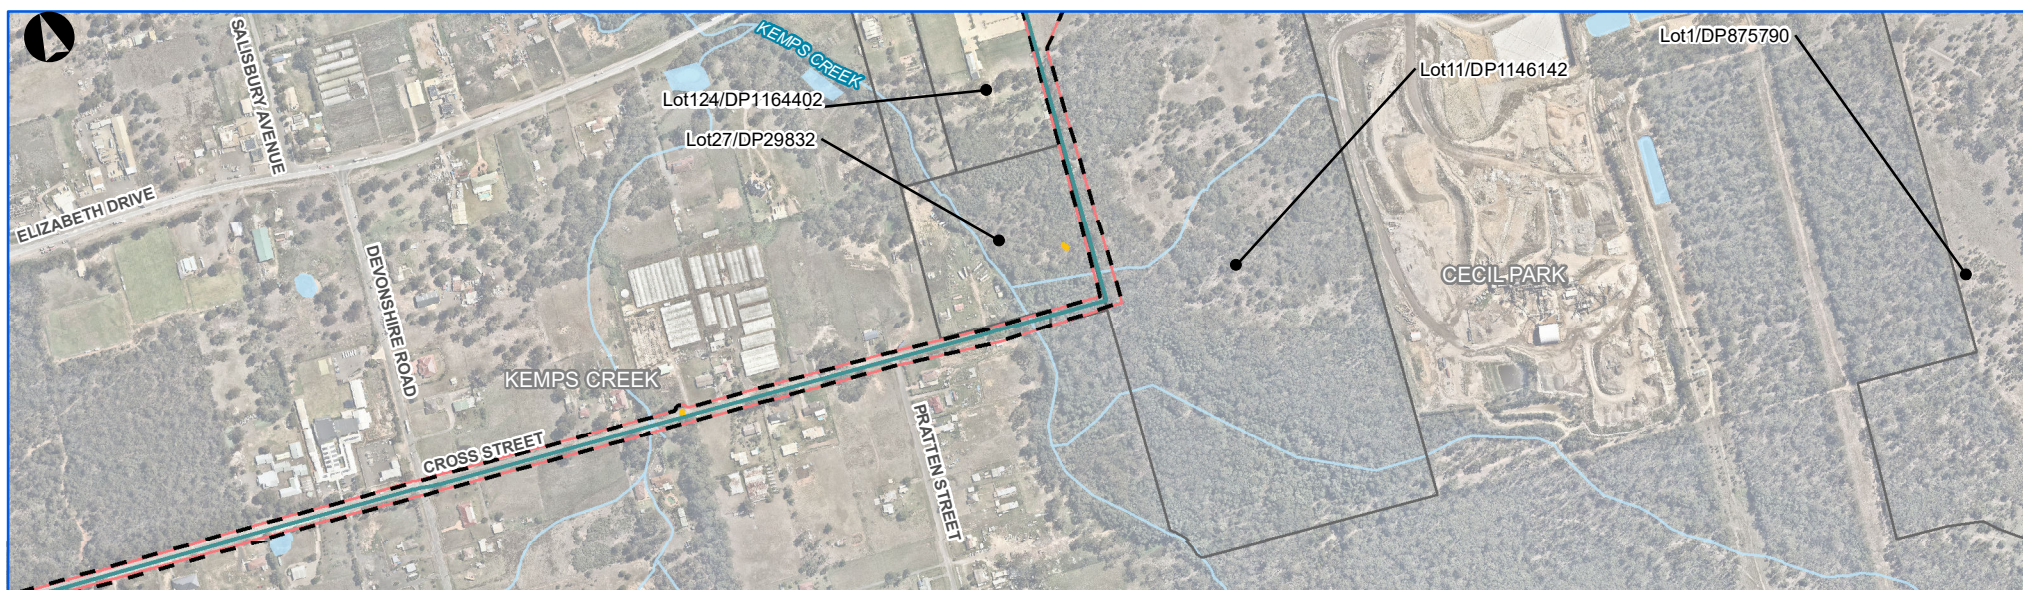 SALISBURY AVENUE
KEMPS CREEK
Lot1/DP875790
Lot11/DP1146142
Lot124/DP1164402
Lot27/DP29832
ELIZABETH DRIVE
DEVONSHIRE ROAD
CECIL PARK
KEMPS CREEK
CROSS STREET
PRATTEN STREET